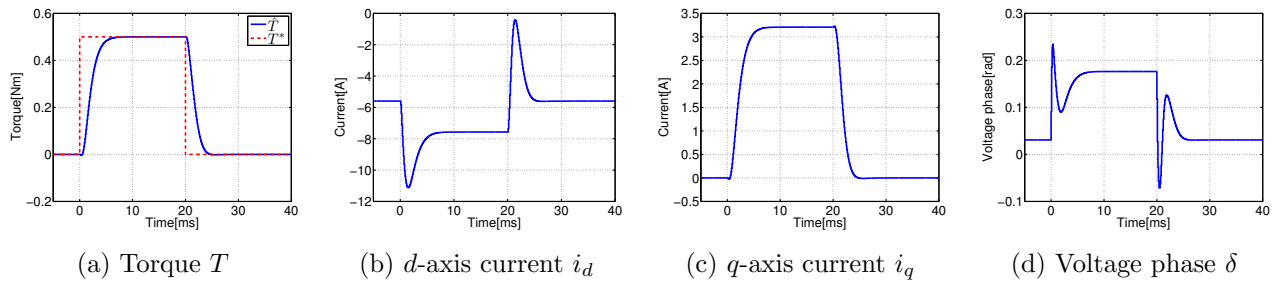 0.6
0.4
0.2
0
−0.2
Torque[Nm]
0 10 20 30 40
Time[ms]
T̂
T*
0
−2
−4
−6
−8
−10
−12
Current[A]
0 10 20 30 40
Time[ms]
3.5
3
2.5
2
1.5
1
0.5
0
−0.5
Current[A]
0 10 20 30 40
Time[ms]
0.3
0.2
0.1
0
−0.1
Voltage phase[rad]
0 10 20 30 40
Time[ms]
(a) Torque T
(b) d-axis current i_d
(c) q-axis current i_q
(d) Voltage phase δ